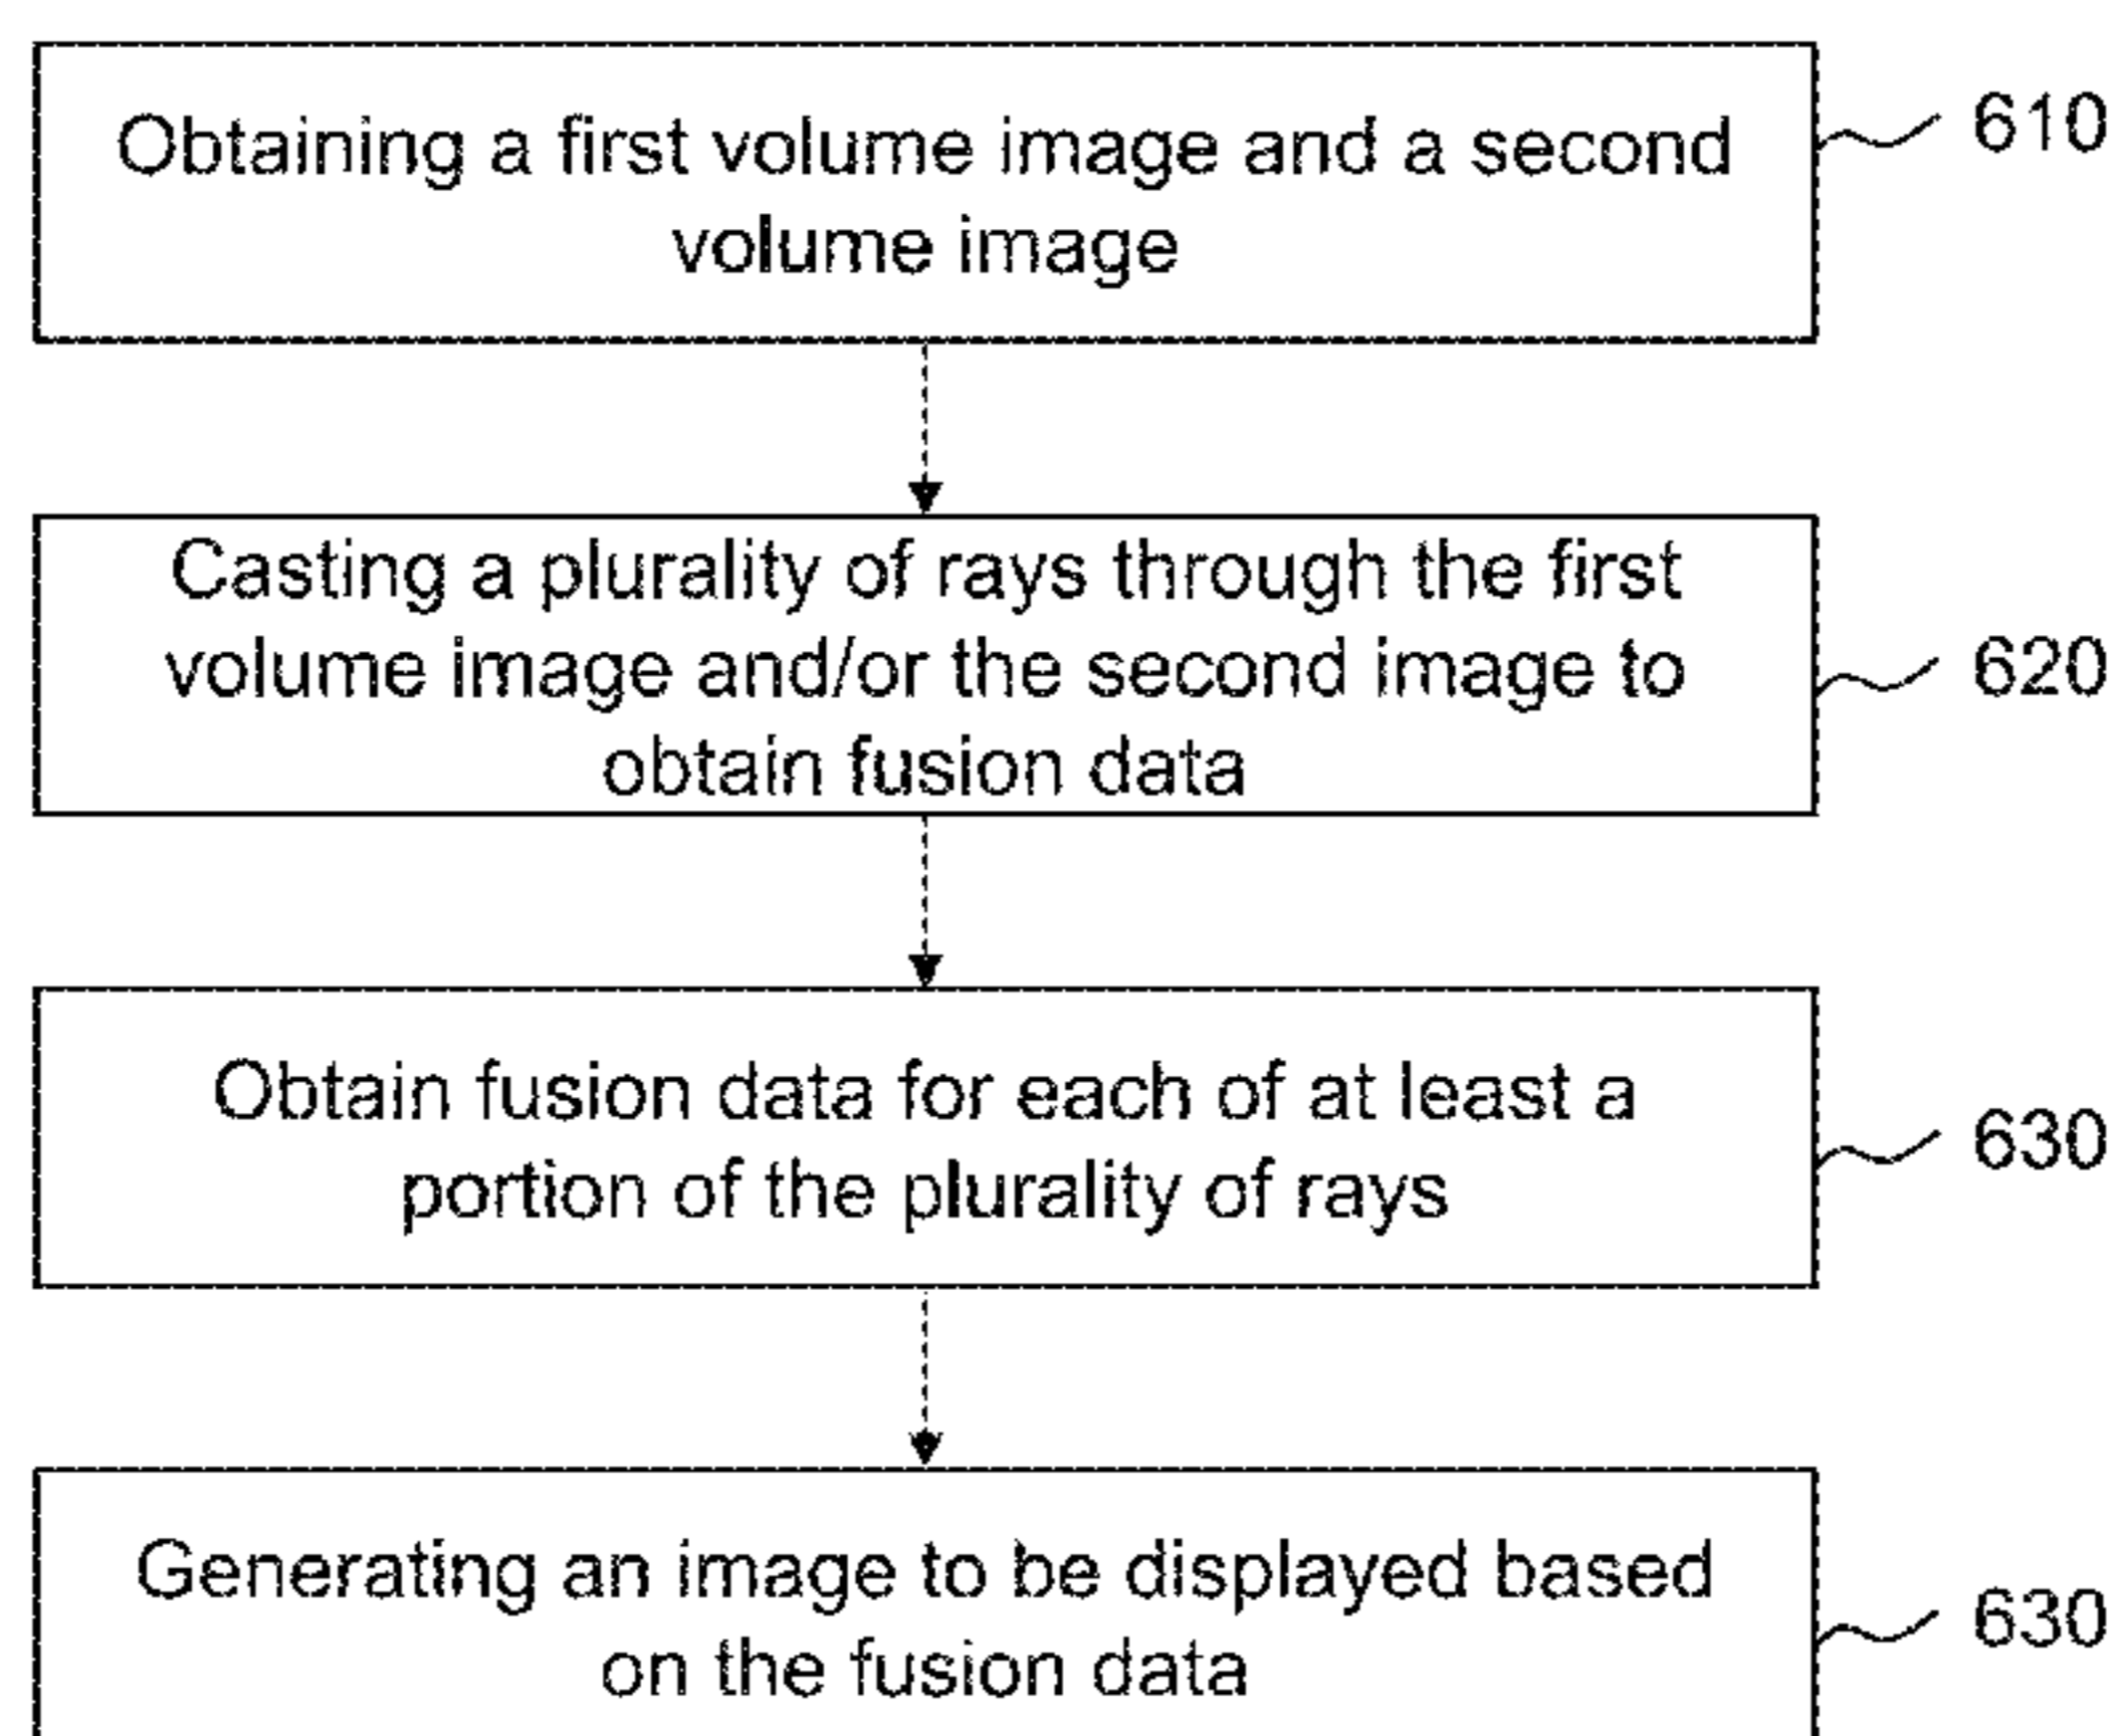 Obtaining a first volume image and a second
volume image
610
Casting a plurality of rays through the first
volume image and/or the second image to
obtain fusion data
620
Obtain fusion data for each of at least a
portion of the plurality of rays
630
Generating an image to be displayed based
on the fusion data
630